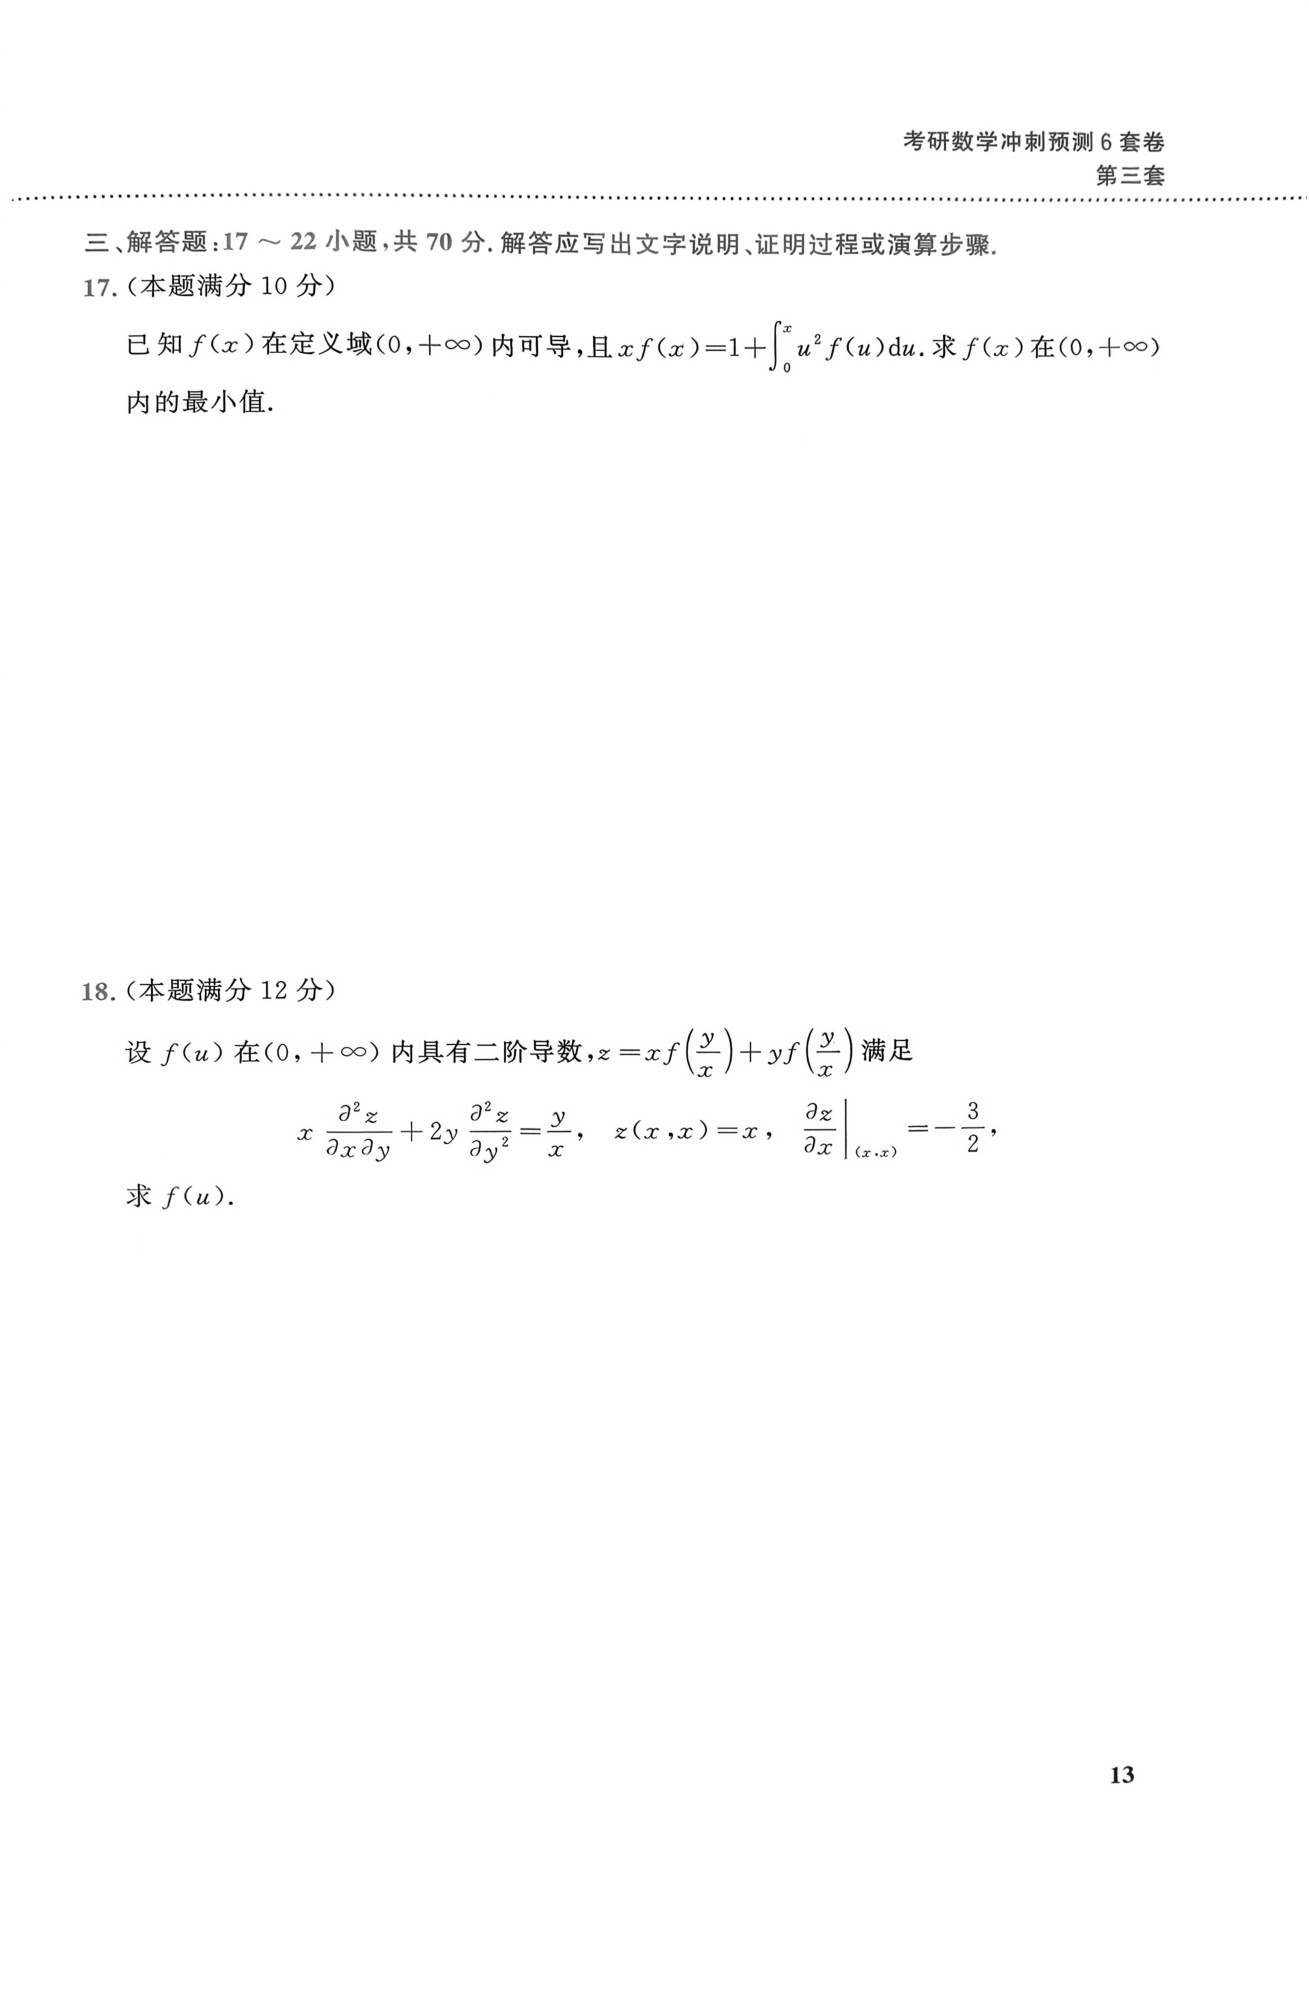 考研数学冲刺预测 6 套卷
第三套
三、解答题:17 ～ 22 小题,共 70 分. 解答应写出文字说明、证明过程或演算步骤.
17. (本题满分 10 分)
已知 f(x) 在定义域(0,+∞)内可导,且 xf(x)=1+∫₀ˣ u²f(u)du. 求 f(x) 在(0,+∞)
内的最小值.
18. (本题满分 12 分)
设 f(u) 在(0,+∞) 内具有二阶导数,z=xf(y/x)+yf(y/x) 满足
x ∂²z/∂x∂y + 2y ∂²z/∂y² = y/x, z(x,x)=x, ∂z/∂x|(x,x) = -3/2,
求 f(u).
13